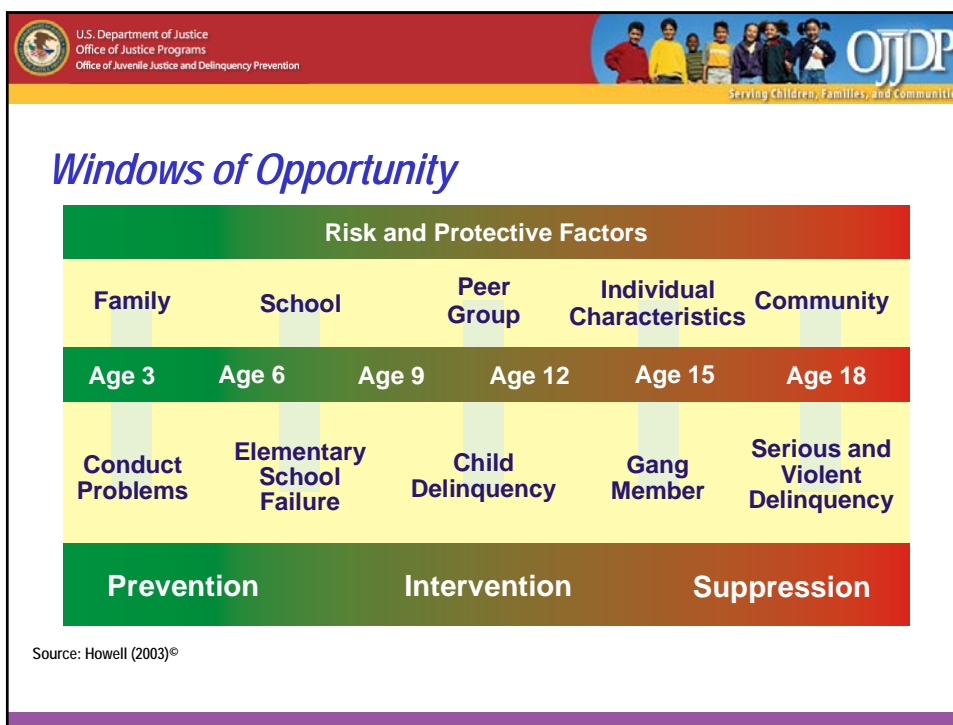 U.S. Department of Justice
Office of Justice Programs
Office of Juvenile Justice and Delinquency Prevention
OJJDP
Serving Children, Families, and Communitie
Windows of Opportunity
Risk and Protective Factors
Family
School
Peer
Group
Individual
Characteristics
Community
Age 3
Age 6
Age 9
Age 12
Age 15
Age 18
Conduct
Problems
Elementary
School
Failure
Child
Delinquency
Gang
Member
Serious and
Violent
Delinquency
Prevention
Intervention
Suppression
Source: Howell (2003)©